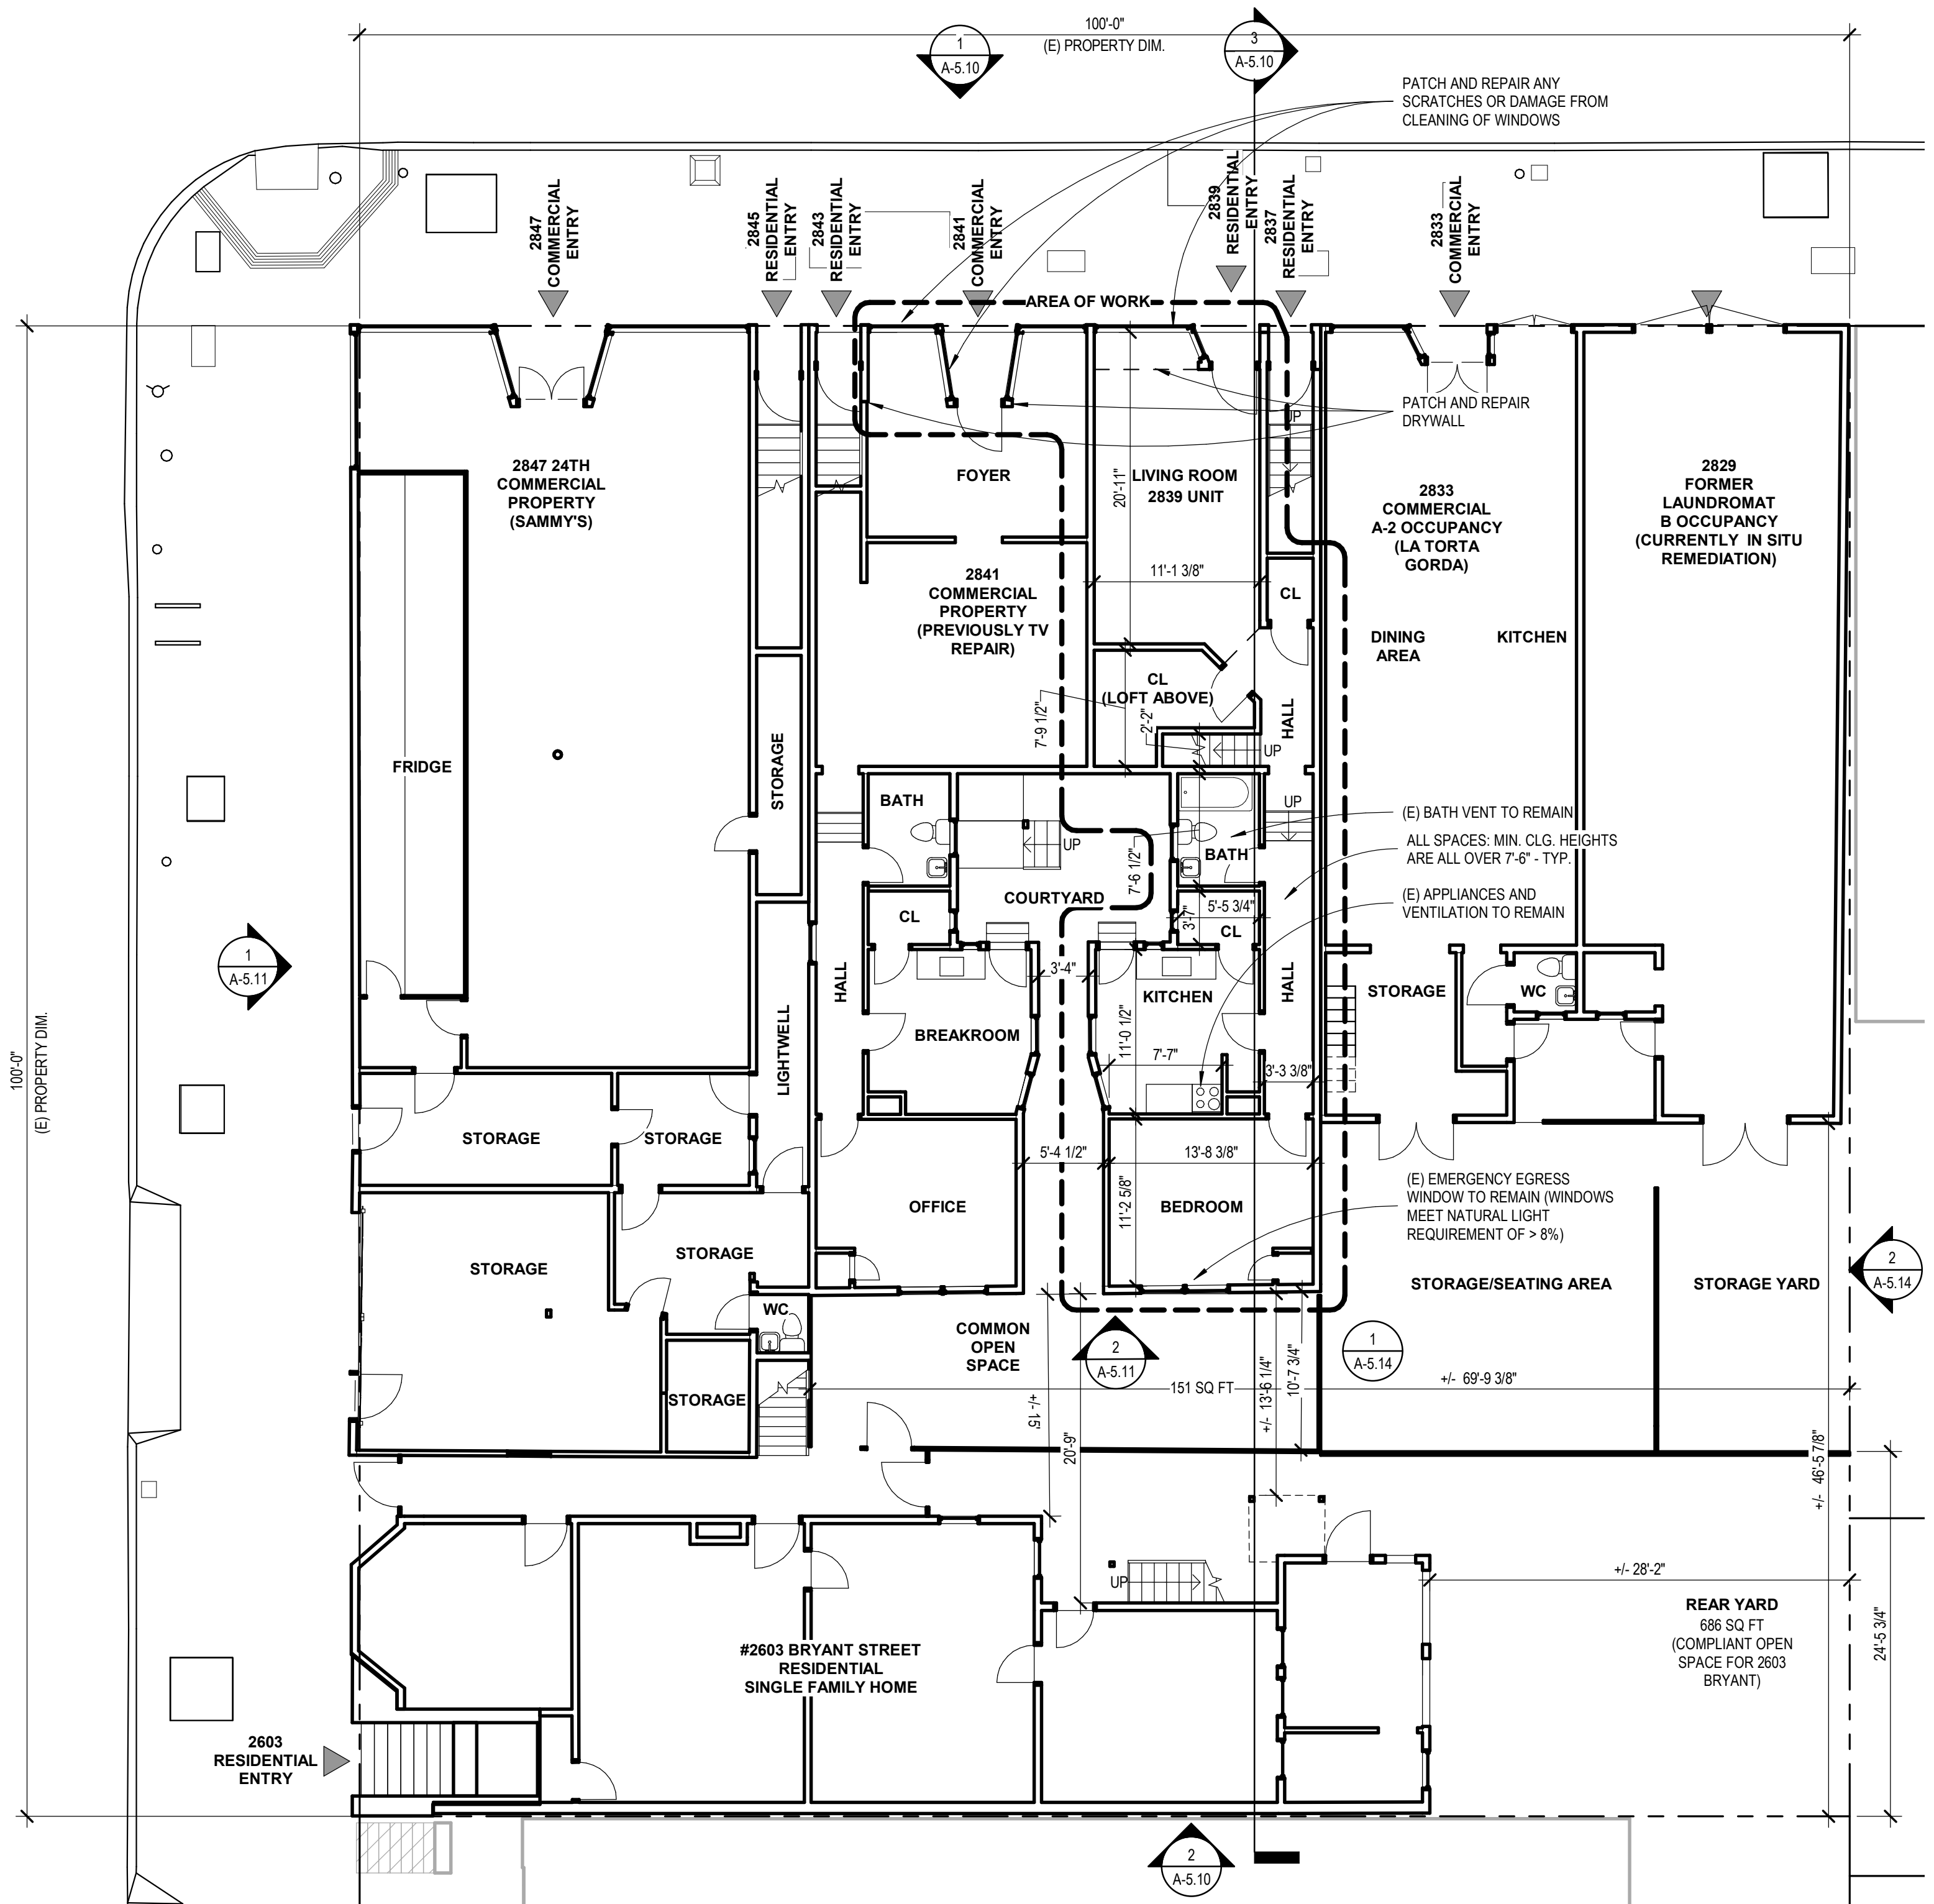 100'-0"
(E) PROPERTY DIM.
1
A-5.10
3
A-5.10
PATCH AND REPAIR ANY
SCRATCHES OR DAMAGE FROM
CLEANING OF WINDOWS
2847
COMMERCIAL
ENTRY
2845
RESIDENTIAL
ENTRY
2843
RESIDENTIAL
ENTRY
2841
COMMERCIAL
ENTRY
2839
RESIDENTIAL
ENTRY
2837
RESIDENTIAL
ENTRY
2833
COMMERCIAL
ENTRY
AREA OF WORK
PATCH AND REPAIR
DRYWALL
UP
2847 24TH
COMMERCIAL
PROPERTY
(SAMMY'S)
FOYER
20'-11"
LIVING ROOM
2839 UNIT
2833
COMMERCIAL
A-2 OCCUPANCY
(LA TORTA
GORDA)
2829
FORMER
LAUNDROMAT
B OCCUPANCY
(CURRENTLY IN SITU
REMEDIATION)
2841
COMMERCIAL
PROPERTY
(PREVIOUSLY TV
REPAIR)
11'-1 3/8"
CL
DINING
AREA
KITCHEN
CL
(LOFT ABOVE)
7'-9 1/2"
2'-2"
HALL
UP
FRIDGE
STORAGE
BATH
UP
COURTYARD
7'-6 1/2"
BATH
UP
(E) BATH VENT TO REMAIN
ALL SPACES: MIN. CLG. HEIGHTS
ARE ALL OVER 7'-6" - TYP.
(E) APPLIANCES AND
VENTILATION TO REMAIN
CL
3'-7"
5'-5 3/4"
CL
1
A-5.11
HALL
3'-4"
KITCHEN
HALL
STORAGE
WC
BREAKROOM
11'-0 1/2"
7'-7"
3'-3 3/8"
LIGHTWELL
100'-0"
(E) PROPERTY DIM.
STORAGE
STORAGE
5'-4 1/2"
13'-8 3/8"
OFFICE
11'-2 5/8"
BEDROOM
(E) EMERGENCY EGRESS
WINDOW TO REMAIN (WINDOWS
MEET NATURAL LIGHT
REQUIREMENT OF > 8%)
STORAGE
STORAGE
STORAGE/SEATING AREA
STORAGE YARD
2
A-5.14
WC
COMMON
OPEN
SPACE
2
A-5.11
1
A-5.14
STORAGE
151 SQ FT
+/- 69'-9 3/8"
+/- 15'
20'-9"
+/- 13'-6 1/4"
10'-7 3/4"
+/- 46'-5 7/8"
UP
+/- 28'-2"
REAR YARD
686 SQ FT
(COMPLIANT OPEN
SPACE FOR 2603
BRYANT)
24'-5 3/4"
#2603 BRYANT STREET
RESIDENTIAL
SINGLE FAMILY HOME
2603
RESIDENTIAL
ENTRY
2
A-5.10